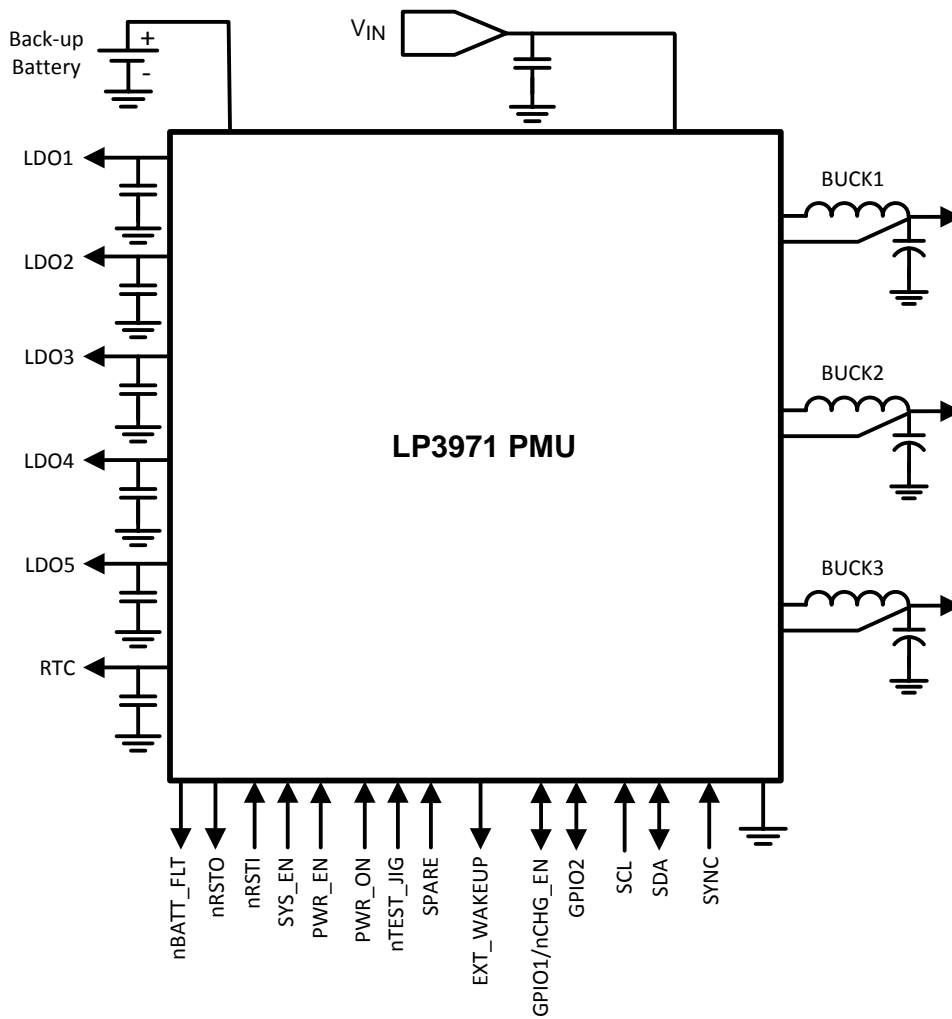 Back-up
Battery
+
-
VIN
LDO1
LDO2
LDO3
LDO4
LDO5
RTC
LP3971 PMU
BUCK1
BUCK2
BUCK3
nBATT_FLT
nRSTO
nRSTI
SYS_EN
PWR_EN
PWR_ON
nTEST_JIG
SPARE
EXT_WAKEUP
GPIO1/nCHG_EN
GPIO2
SCL
SDA
SYNC